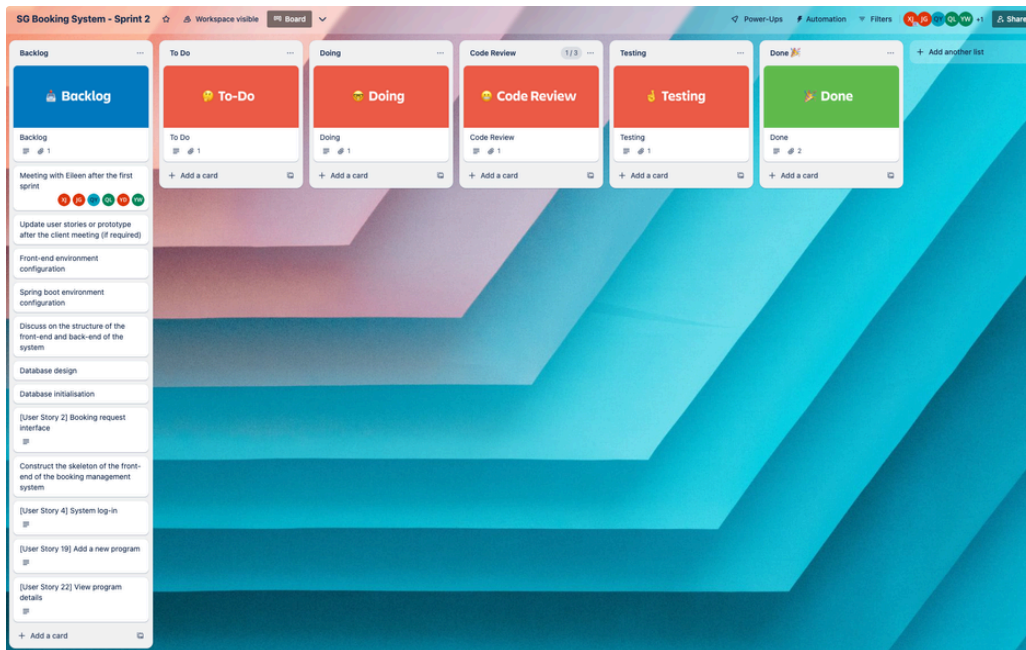 SG Booking System - Sprint 2
Workspace visible
Board
Power-Ups
Automation
Filters
XJ JG QY QL YW +1
Share
Backlog
Backlog
Backlog
1
Meeting with Eileen after the first
sprint
XJ JG QY QL YD YW
Update user stories or prototype
after the client meeting (if required)
Front-end environment
configuration
Spring boot environment
configuration
Discuss on the structure of the
front-end and back-end of the
system
Database design
Database initialisation
[User Story 2] Booking request
interface
Construct the skeleton of the front-
end of the booking management
system
[User Story 4] System log-in
[User Story 19] Add a new program
[User Story 22] View program
details
+ Add a card
To Do
To-Do
To Do
1
+ Add a card
Doing
Doing
Doing
1
+ Add a card
Code Review
1/3
Code Review
Code Review
1
+ Add a card
Testing
Testing
Testing
1
+ Add a card
Done 🎉
Done
Done
2
+ Add a card
+ Add another list